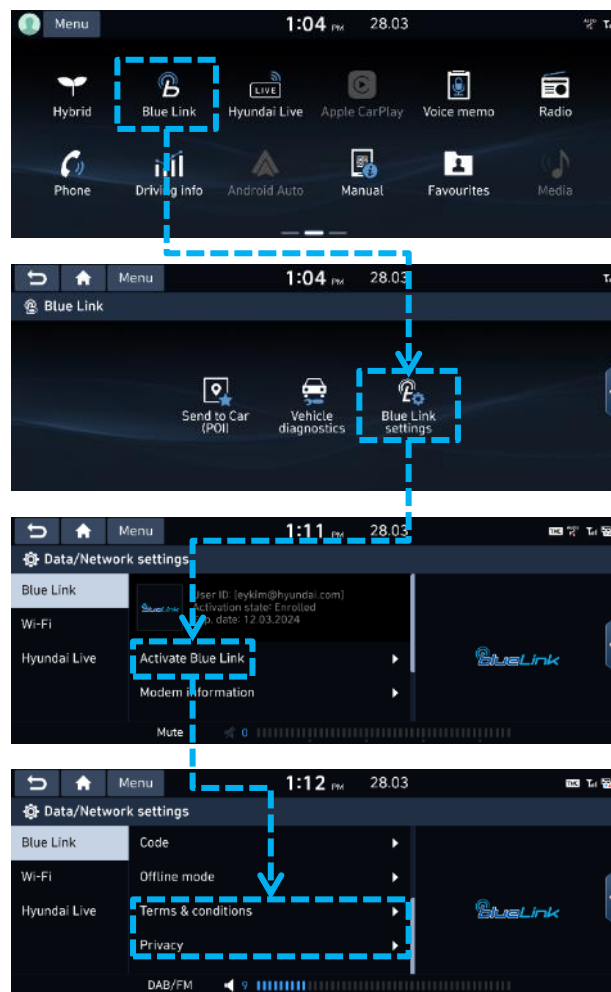 Menu 1:04 PM 28.03
Hybrid Blue Link LIVE Hyundai Live Apple CarPlay Voice memo Radio
Phone Driving info Android Auto Manual Favourites Media
Menu 1:04 PM 28.03
Blue Link
Send to Car Vehicle Blue Link
(POI) diagnostics settings
Menu 1:11 PM 28.03
Data/Network settings
Blue Link
User ID: [eykim@hyundai.com]
BlueLink Activation state: Enrolled
date: 12.03.2024
Wi-Fi
Hyundai Live Activate Blue Link BlueLink
Modem information
Mute 0
Menu 1:12 PM 28.03
Data/Network settings
Blue Link Code
Wi-Fi Offline mode
Hyundai Live Terms & conditions BlueLink
Privacy
DAB/FM 9